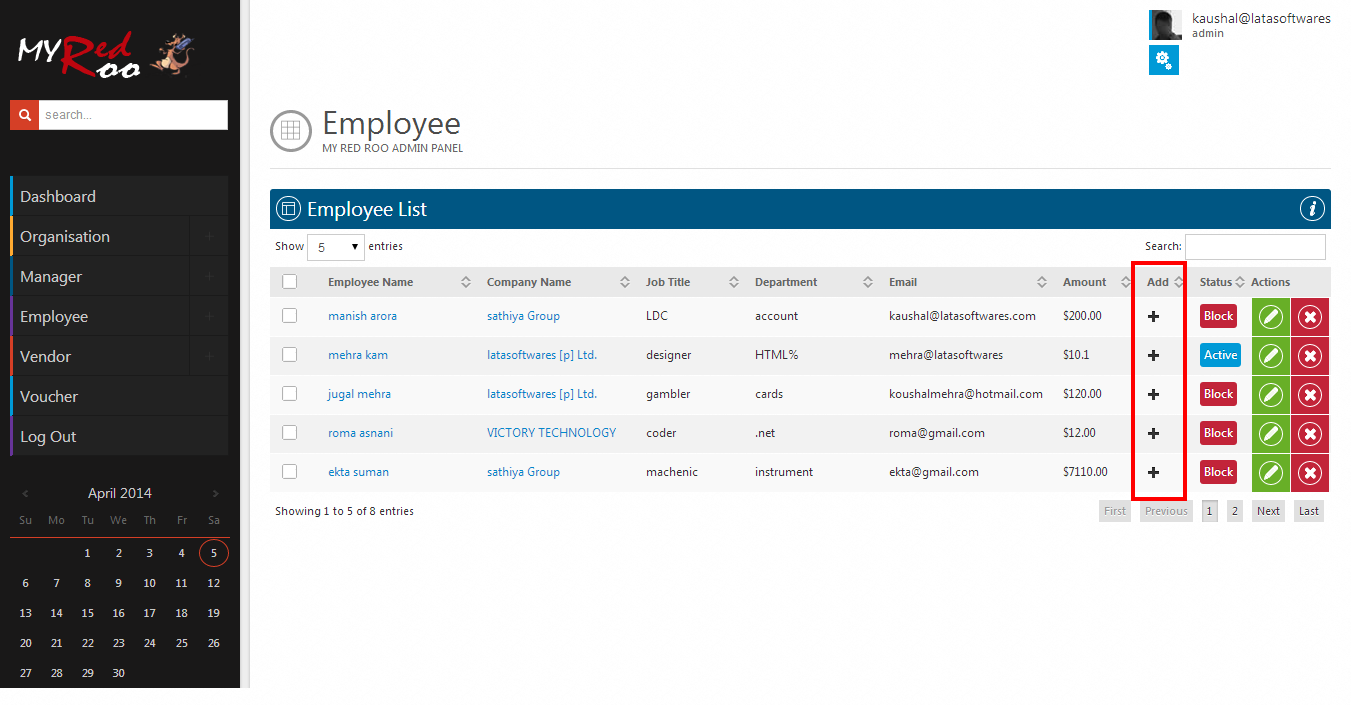 MY Red Roo
search...
Dashboard
Organisation
Manager
Employee
Vendor
Voucher
Log Out
April 2014
Su Mo Tu We Th Fr Sa
1 2 3 4 5
6 7 8 9 10 11 12
13 14 15 16 17 18 19
20 21 22 23 24 25 26
27 28 29 30
kaushal@latasoftwares
admin
Employee
MY RED ROO ADMIN PANEL
Employee List
Show 5 entries Search:
Employee Name Company Name Job Title Department Email Amount Add Status Actions
manish arora sathiya Group LDC account kaushal@latasoftwares.com $200.00 Block
mehra kam latasoftwares [p] Ltd. designer HTML% mehra@latasoftwares $10.1 Active
jugal mehra latasoftwares [p] Ltd. gambler cards koushalmehra@hotmail.com $120.00 Block
roma asnani VICTORY TECHNOLOGY coder .net roma@gmail.com $12.00 Block
ekta suman sathiya Group machenic instrument ekta@gmail.com $7110.00 Block
Showing 1 to 5 of 8 entries First Previous 1 2 Next Last